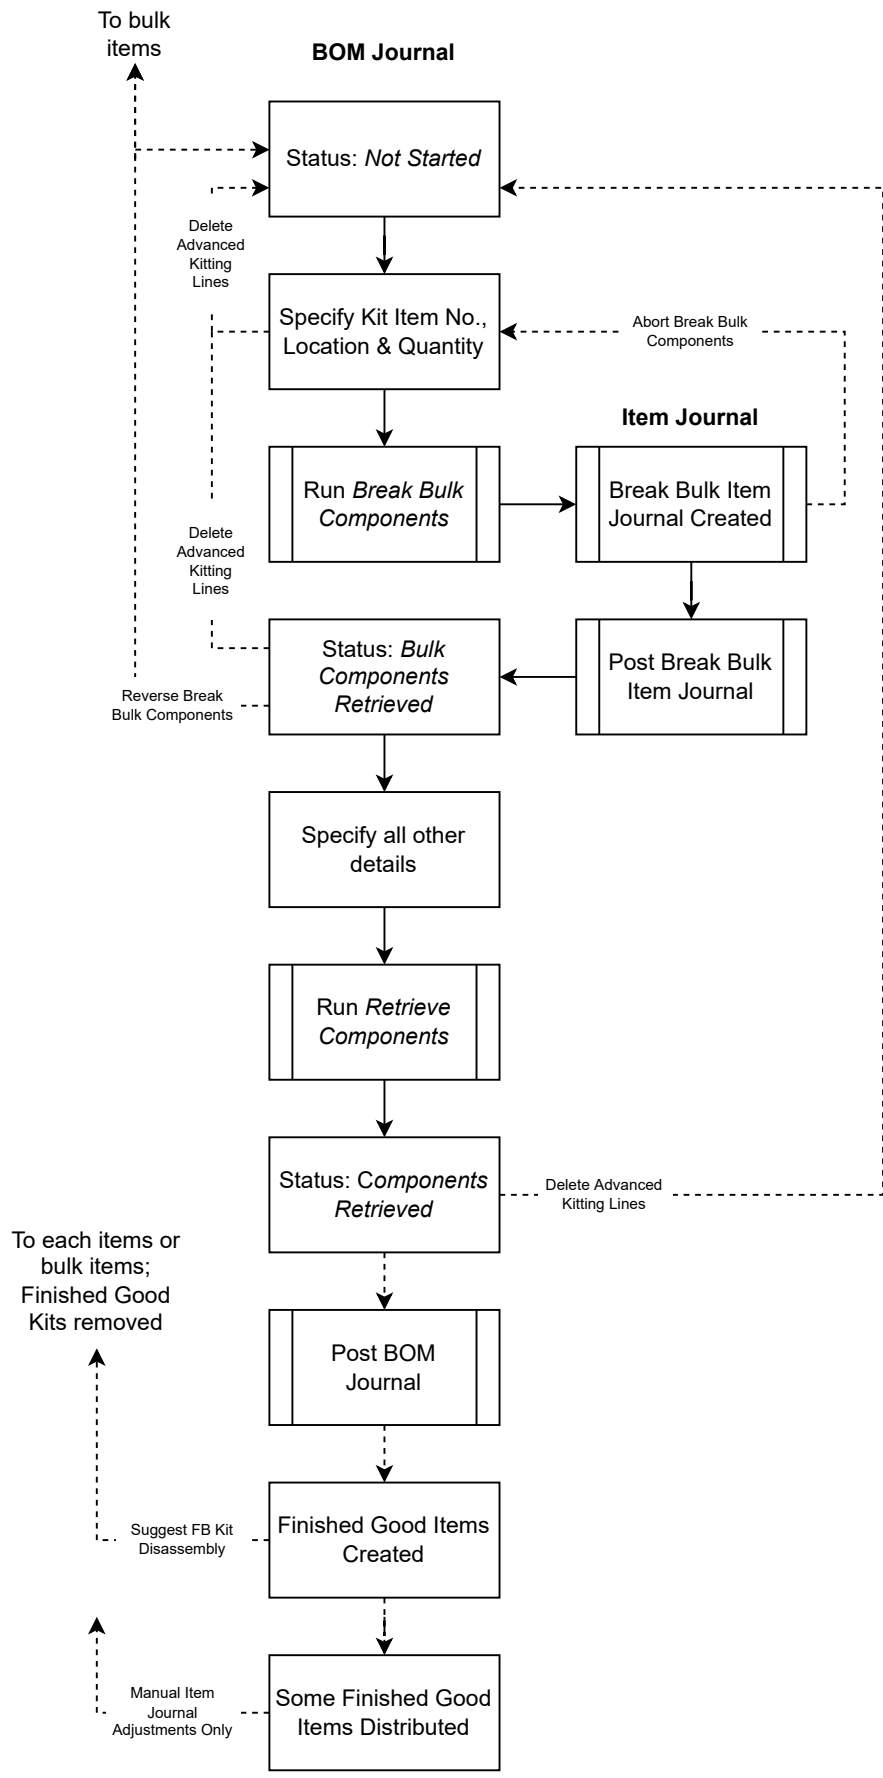 To bulk
items
BOM Journal
Status: Not Started
Delete
Advanced
Kitting
Lines
Specify Kit Item No.,
Location & Quantity
Abort Break Bulk
Components
Item Journal
Run Break Bulk
Components
Break Bulk Item
Journal Created
Delete
Advanced
Kitting
Lines
Status: Bulk
Components
Retrieved
Post Break Bulk
Item Journal
Reverse Break
Bulk Components
Specify all other
details
Run Retrieve
Components
Status: Components
Retrieved
Delete Advanced
Kitting Lines
To each items or
bulk items;
Finished Good
Kits removed
Post BOM
Journal
Suggest FB Kit
Disassembly
Finished Good Items
Created
Manual Item
Journal
Adjustments Only
Some Finished Good
Items Distributed